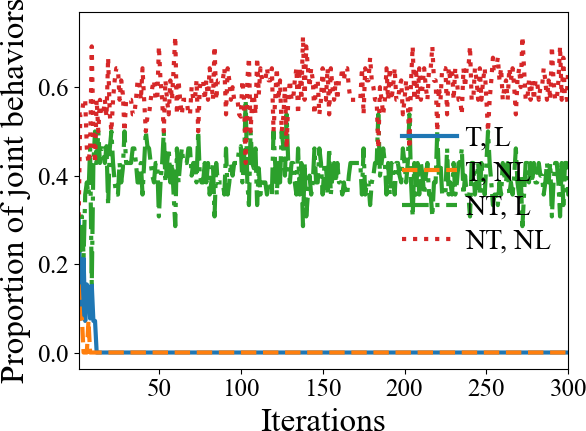 Proportion of joint behaviors
0.6
0.4
0.2
0.0
T, L
T, NL
NT, L
NT, NL
50 100 150 200 250 300
Iterations